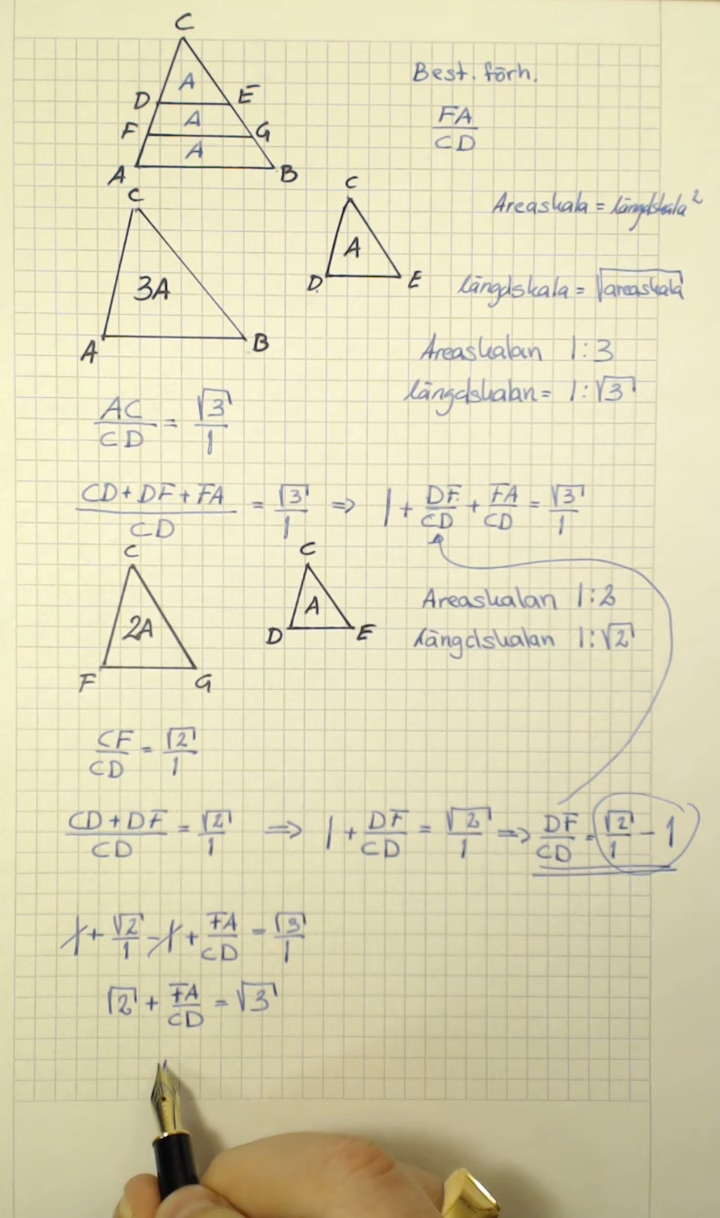 C
A
D E
A
F G
A
A B
Best. förh.
FA/CD
Areaskala = längdskala²
C
3A
A B
C
A
D E
längdskala = √areaskala
Areaskalan 1:3
längdskalan = 1:√3
AC/CD = √3/1
(CD+DF+FA)/CD = √3/1 ⇒ 1 + DF/CD + FA/CD = √3/1
C
2A
F G
C
A
D E
Areaskalan 1:2
längdskalan 1:√2
CF/CD = √2/1
(CD+DF)/CD = √2/1 ⇒ 1 + DF/CD = √2/1 ⇒ DF/CD = √2/1 - 1
1 + √2/1 - 1 + FA/CD = √3/1
√2 + FA/CD = √3